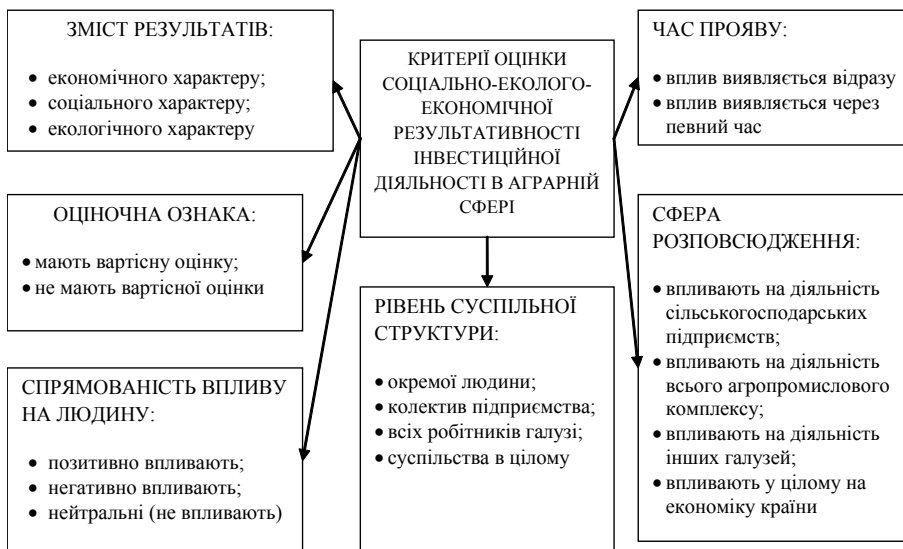 ЗМІСТ РЕЗУЛЬТАТІВ:
• економічного характеру;
• соціального характеру;
• екологічного характеру
ОЦІНОЧНА ОЗНАКА:
• мають вартісну оцінку;
• не мають вартісної оцінки
СПРЯМОВАНІСТЬ ВПЛИВУ
НА ЛЮДИНУ:
• позитивно впливають;
• негативно впливають;
• нейтральні (не впливають)
КРИТЕРІЇ ОЦІНКИ
СОЦІАЛЬНО-ЕКОЛОГО-
ЕКОНОМІЧНОЇ
РЕЗУЛЬТАТИВНОСТІ
ІНВЕСТИЦІЙНОЇ
ДІЯЛЬНОСТІ В АГРАРНІЙ
СФЕРІ
РІВЕНЬ СУСПІЛЬНОЇ
СТРУКТУРИ:
• окремої людини;
• колектив підприємства;
• всіх робітників галузі;
• суспільства в цілому
ЧАС ПРОЯВУ:
• вплив виявляється відразу
• вплив виявляється через
певний час
СФЕРА
РОЗПОВСЮДЖЕННЯ:
• впливають на діяльність
сільськогосподарських
підприємств;
• впливають на діяльність
всього агропромислового
комплексу;
• впливають на діяльність
інших галузей;
• впливають у цілому на
економіку країни